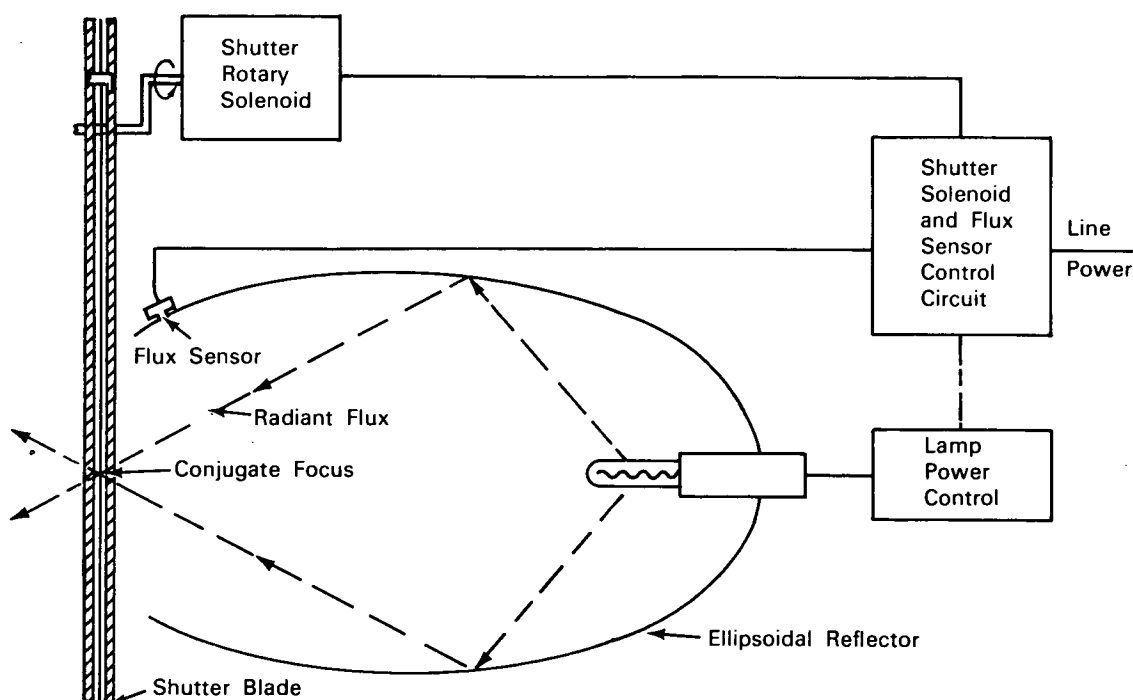 Shutter
Rotary
Solenoid
Shutter
Solenoid
and Flux
Sensor
Control
Circuit
Line
Power
Flux Sensor
Radiant Flux
Conjugate Focus
Lamp
Power
Control
Ellipsoidal Reflector
Shutter Blade